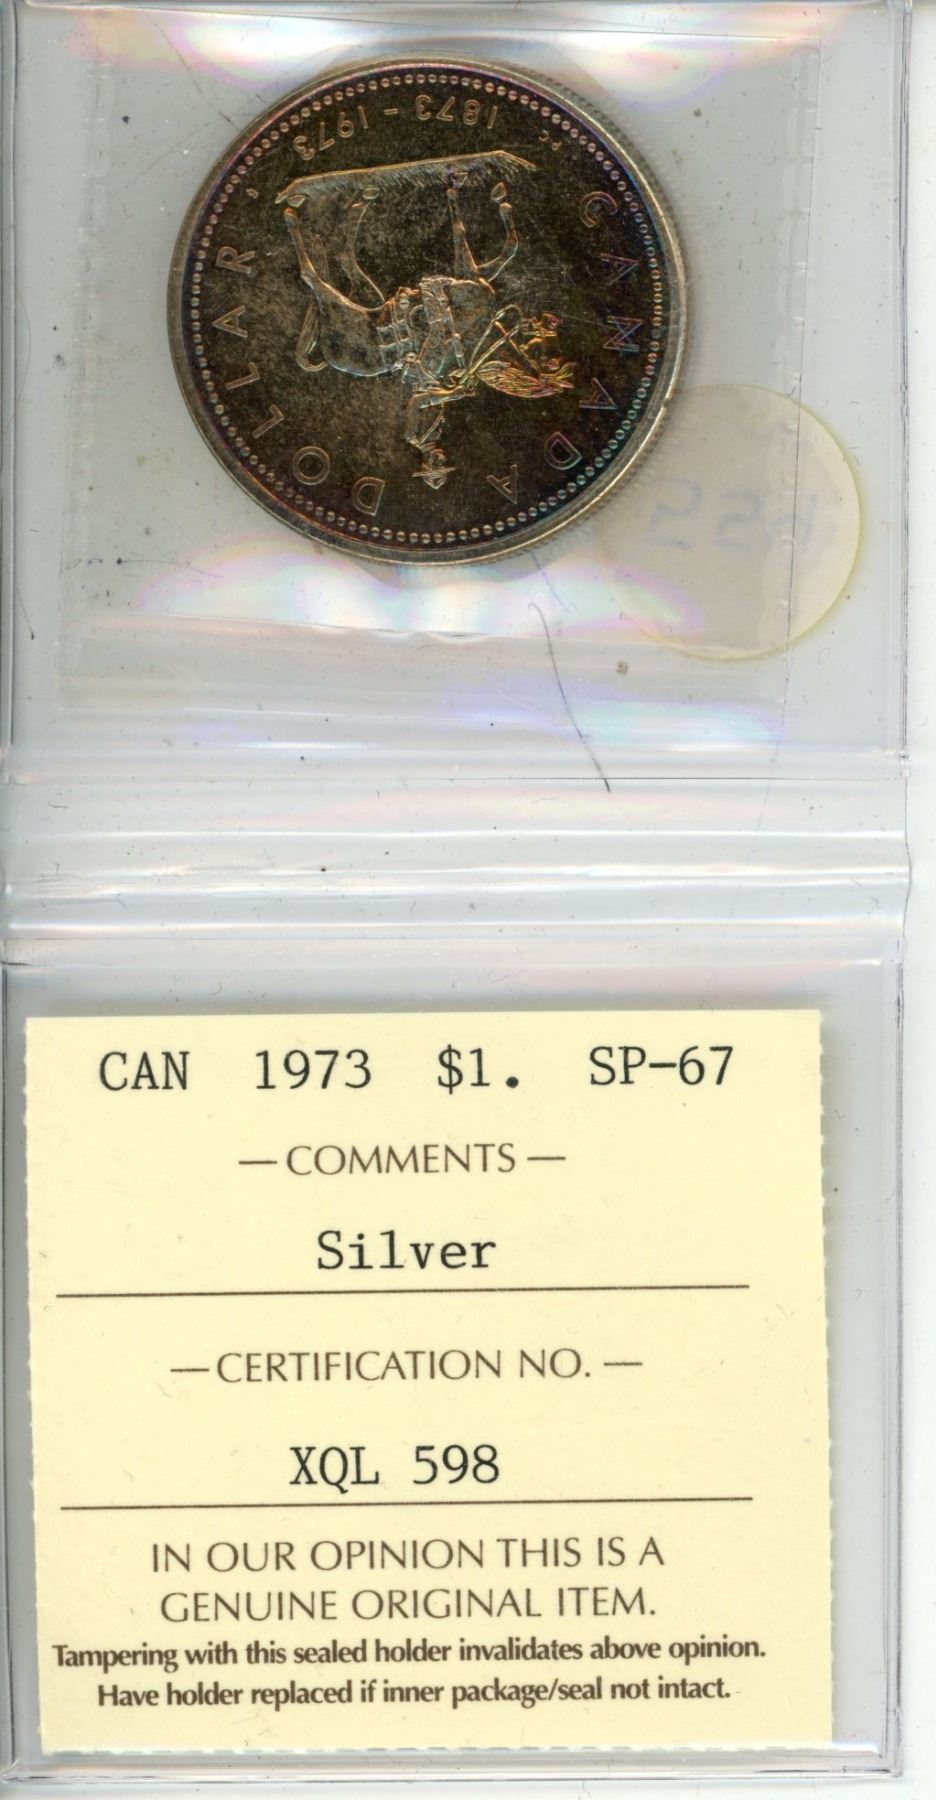 CANADA
DOLLAR
1873 - 1973
CAN 1973 $1. SP-67
— COMMENTS —
Silver
— CERTIFICATION NO. —
XQL 598
IN OUR OPINION THIS IS A
GENUINE ORIGINAL ITEM.
Tampering with this sealed holder invalidates above opinion.
Have holder replaced if inner package/seal not intact.